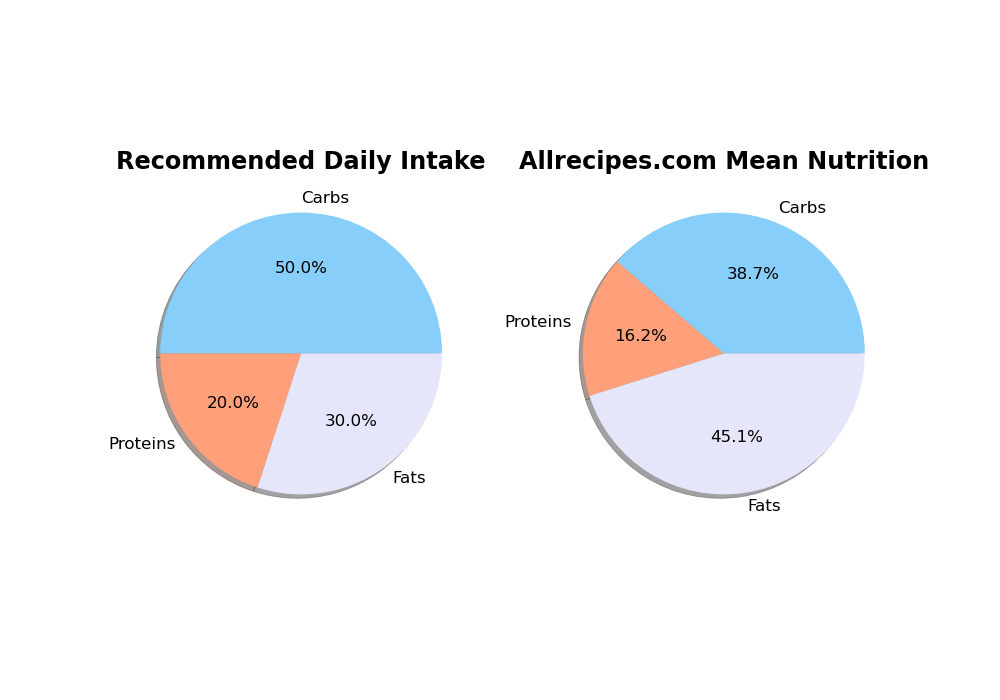 Recommended Daily Intake
Carbs
50.0%
20.0%
30.0%
Proteins
Fats
Allrecipes.com Mean Nutrition
Carbs
38.7%
Proteins
16.2%
45.1%
Fats